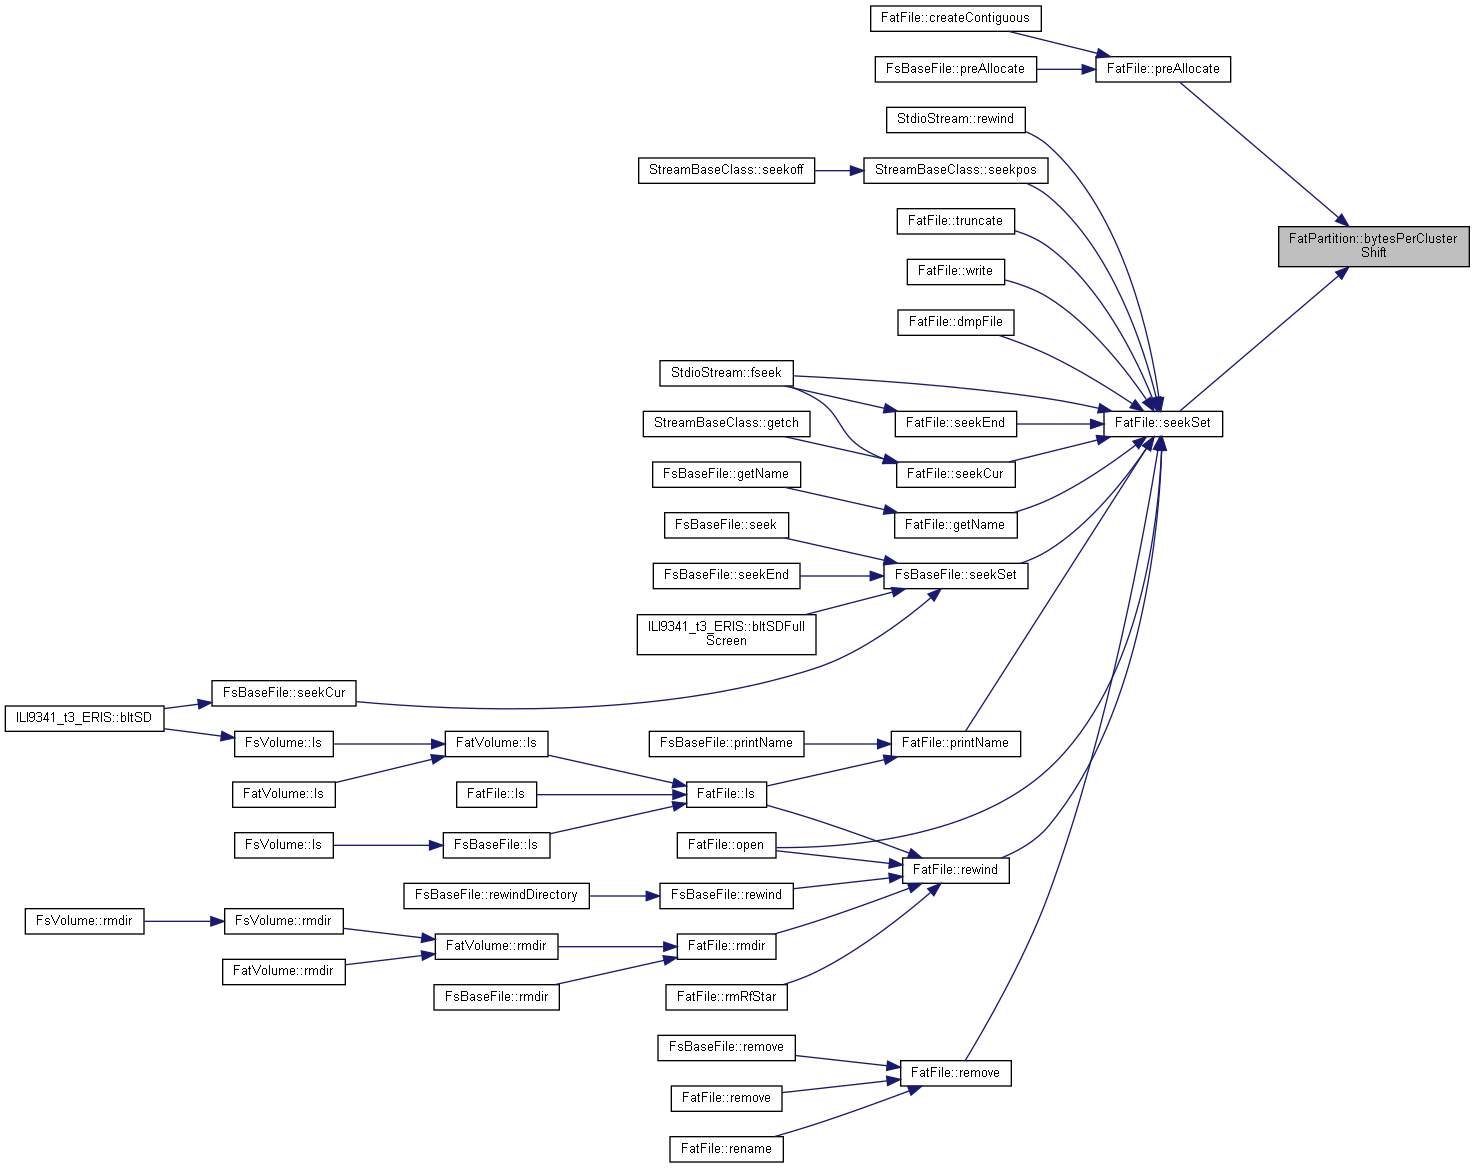 FatFile::createContiguous
FsBaseFile::preAllocate
FatFile::preAllocate
StdioStream::rewind
StreamBaseClass::seekoff
StreamBaseClass::seekpos
FatFile::truncate
FatPartition::bytesPerCluster
Shift
FatFile::write
FatFile::dmpFile
StdioStream::fseek
StreamBaseClass::getch
FatFile::seekEnd
FatFile::seekSet
FsBaseFile::getName
FatFile::seekCur
FsBaseFile::seek
FatFile::getName
FsBaseFile::seekEnd
FsBaseFile::seekSet
ILI9341_t3_ERIS::bltSDFull
Screen
FsBaseFile::seekCur
ILI9341_t3_ERIS::bltSD
FsVolume::ls
FatVolume::ls
FsBaseFile::printName
FatFile::printName
FatVolume::ls
FatFile::ls
FatFile::ls
FsVolume::ls
FsBaseFile::ls
FatFile::open
FatFile::rewind
FsBaseFile::rewindDirectory
FsBaseFile::rewind
FsVolume::rmdir
FsVolume::rmdir
FatVolume::rmdir
FatFile::rmdir
FatVolume::rmdir
FsBaseFile::rmdir
FatFile::rmRfStar
FsBaseFile::remove
FatFile::remove
FatFile::remove
FatFile::rename